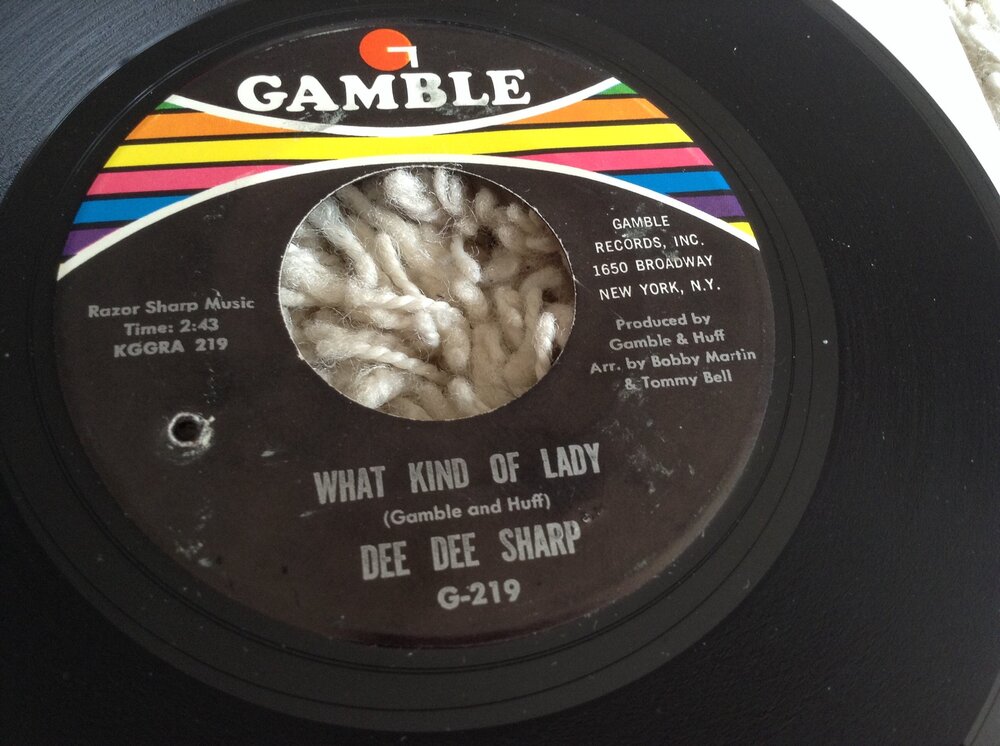 GAMBLE
GAMBLE
RECORDS, INC.
1650 BROADWAY
NEW YORK, N.Y.
Razor Sharp Music
Time: 2:43
KGGRA 219
Produced by
Gamble & Huff
Arr. by Bobby Martin
& Tommy Bell
WHAT KIND OF LADY
(Gamble and Huff)
DEE DEE SHARP
G-219